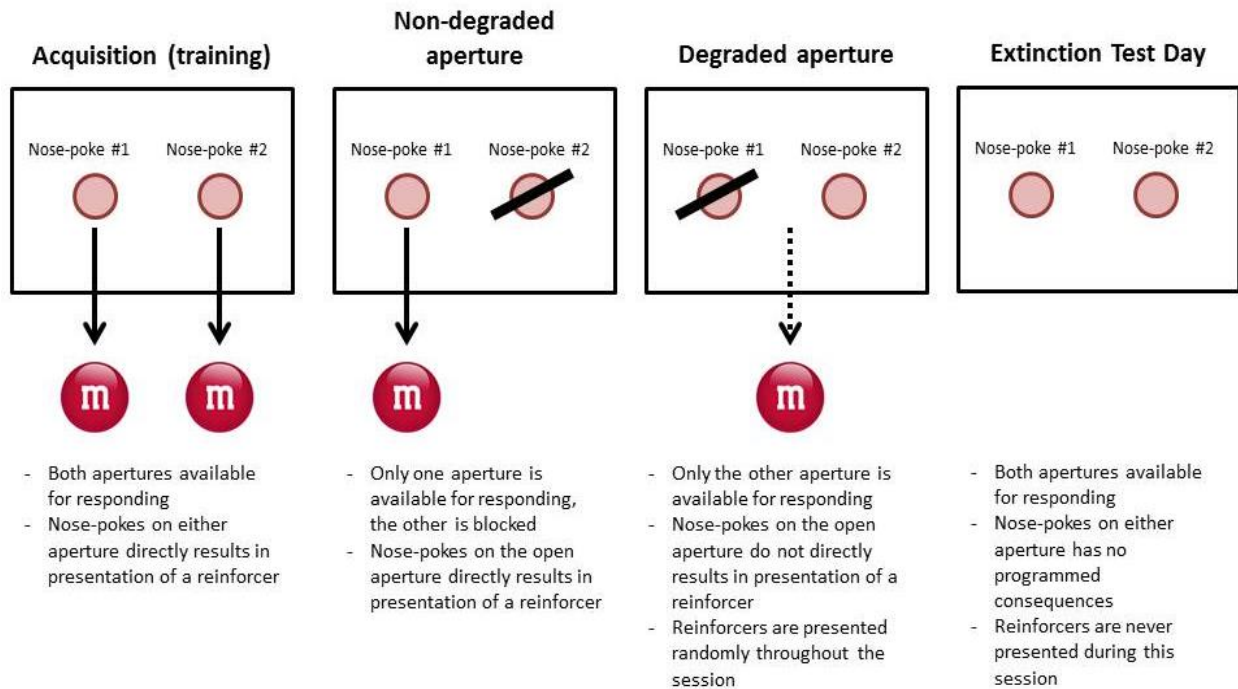 Acquisition (training)
Nose-poke #1 Nose-poke #2
m m
- Both apertures available
for responding
- Nose-pokes on either
aperture directly results in
presentation of a reinforcer
Non-degraded
aperture
Nose-poke #1 Nose-poke #2
m
- Only one aperture is
available for responding,
the other is blocked
- Nose-pokes on the open
aperture directly results in
presentation of a reinforcer
Degraded aperture
Nose-poke #1 Nose-poke #2
m
- Only the other aperture is
available for responding
- Nose-pokes on the open
aperture do not directly
results in presentation of a
reinforcer
- Reinforcers are presented
randomly throughout the
session
Extinction Test Day
Nose-poke #1 Nose-poke #2
- Both apertures available
for responding
- Nose-pokes on either
aperture has no
programmed
consequences
- Reinforcers are never
presented during this
session